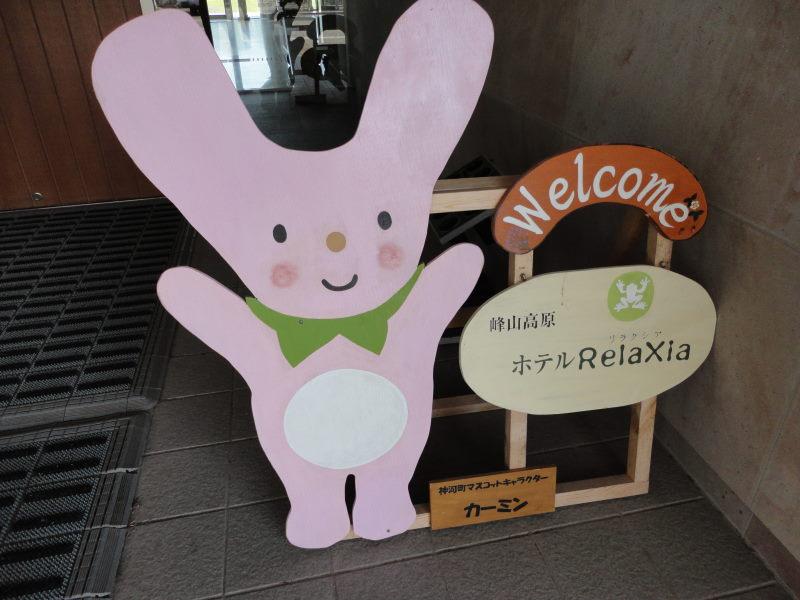 Welcome
峰山高原
リラクシア
ホテルRelaXia
神河町マスコットキャラクター
カーミン